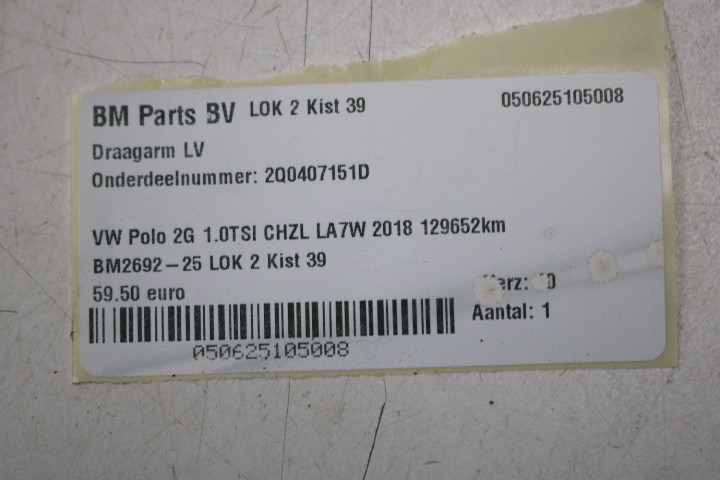 BM Parts BV LOK 2 Kist 39 050625105008
Draagarm LV
Onderdeelnummer: 2Q0407151D
VW Polo 2G 1.0TSI CHZL LA7W 2018 129652km
BM2692-25 LOK 2 Kist 39
59.50 euro
Aantal: 1
050625105008